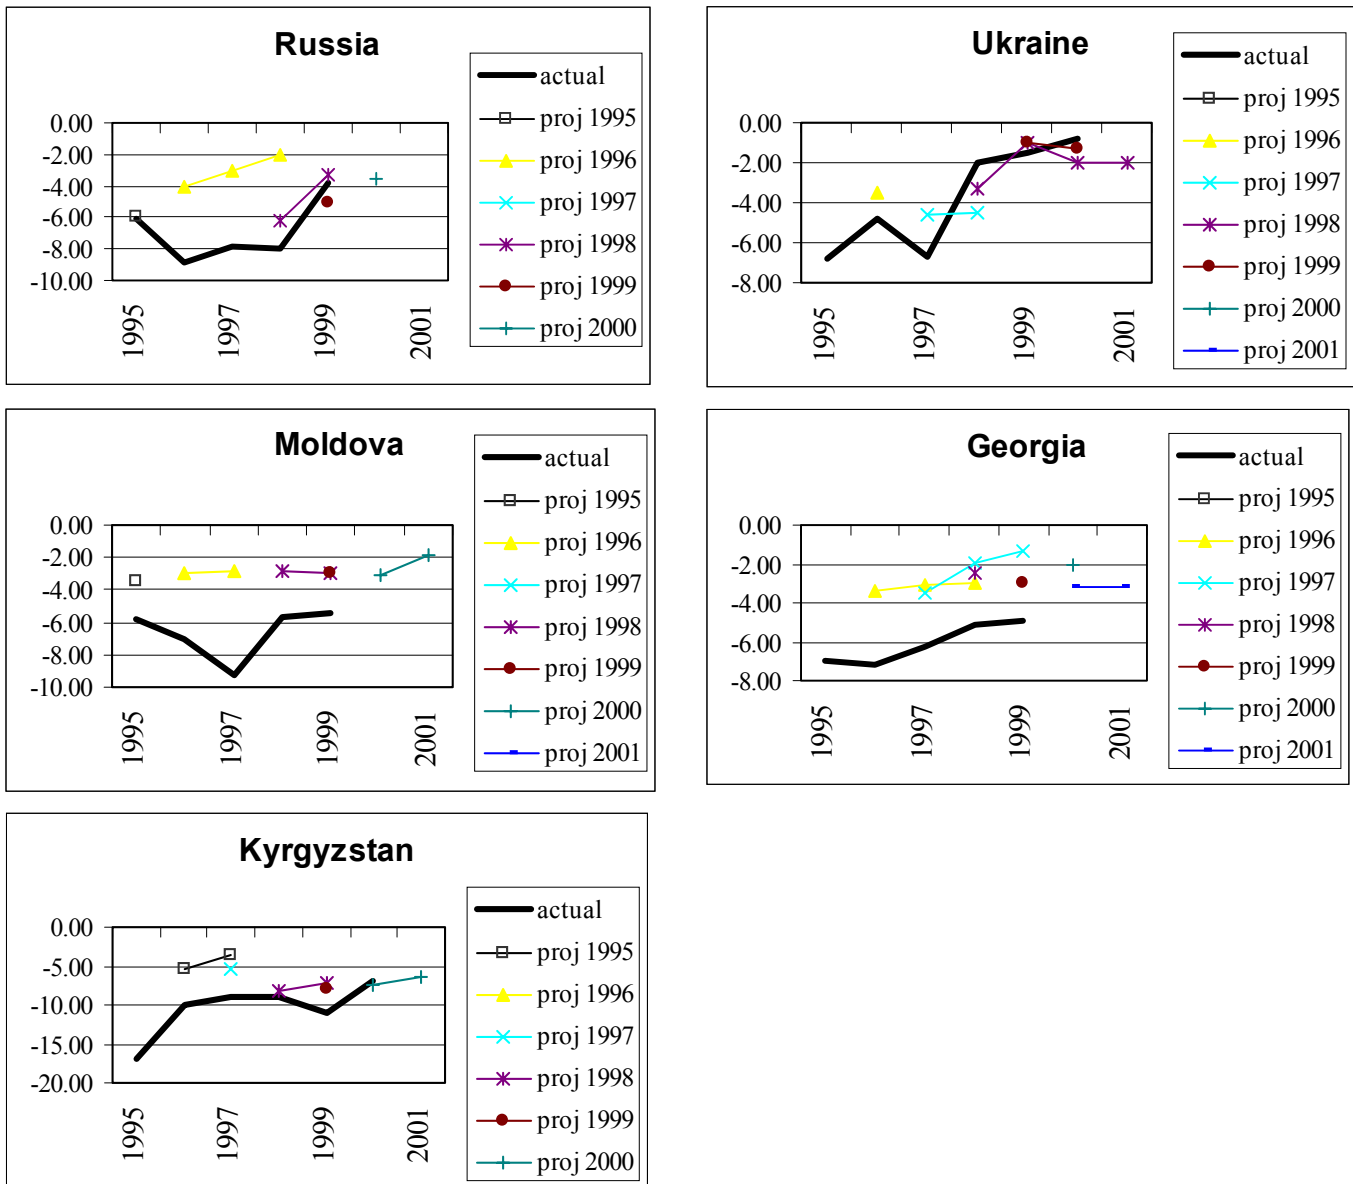 Russia
0.00
-2.00
-4.00
-6.00
-8.00
-10.00
1995
1997
1999
2001
actual
proj 1995
proj 1996
proj 1997
proj 1998
proj 1999
proj 2000
Ukraine
0.00
-2.00
-4.00
-6.00
-8.00
1995
1997
1999
2001
actual
proj 1995
proj 1996
proj 1997
proj 1998
proj 1999
proj 2000
proj 2001
Moldova
0.00
-2.00
-4.00
-6.00
-8.00
-10.00
1995
1997
1999
2001
actual
proj 1995
proj 1996
proj 1997
proj 1998
proj 1999
proj 2000
proj 2001
Georgia
0.00
-2.00
-4.00
-6.00
-8.00
1995
1997
1999
2001
actual
proj 1995
proj 1996
proj 1997
proj 1998
proj 1999
proj 2000
proj 2001
Kyrgyzstan
0.00
-5.00
-10.00
-15.00
-20.00
1995
1997
1999
2001
actual
proj 1995
proj 1996
proj 1997
proj 1998
proj 1999
proj 2000